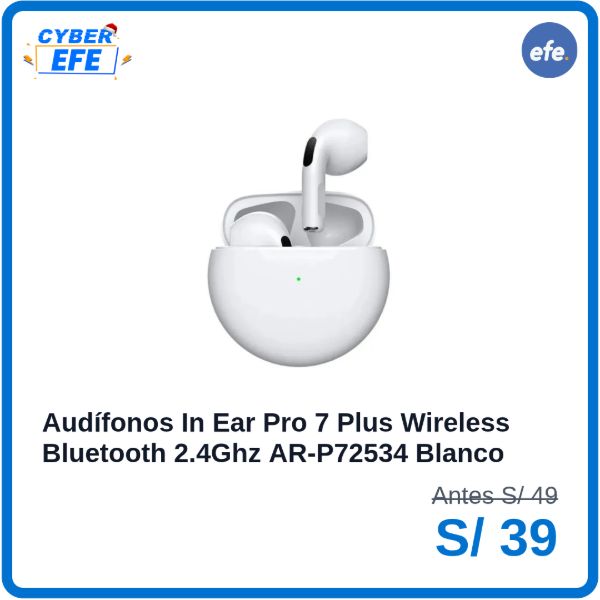 CYBER
EFE
efe.
Audífonos In Ear Pro 7 Plus Wireless
Bluetooth 2.4Ghz AR-P72534 Blanco
Antes S/ 49
S/ 39